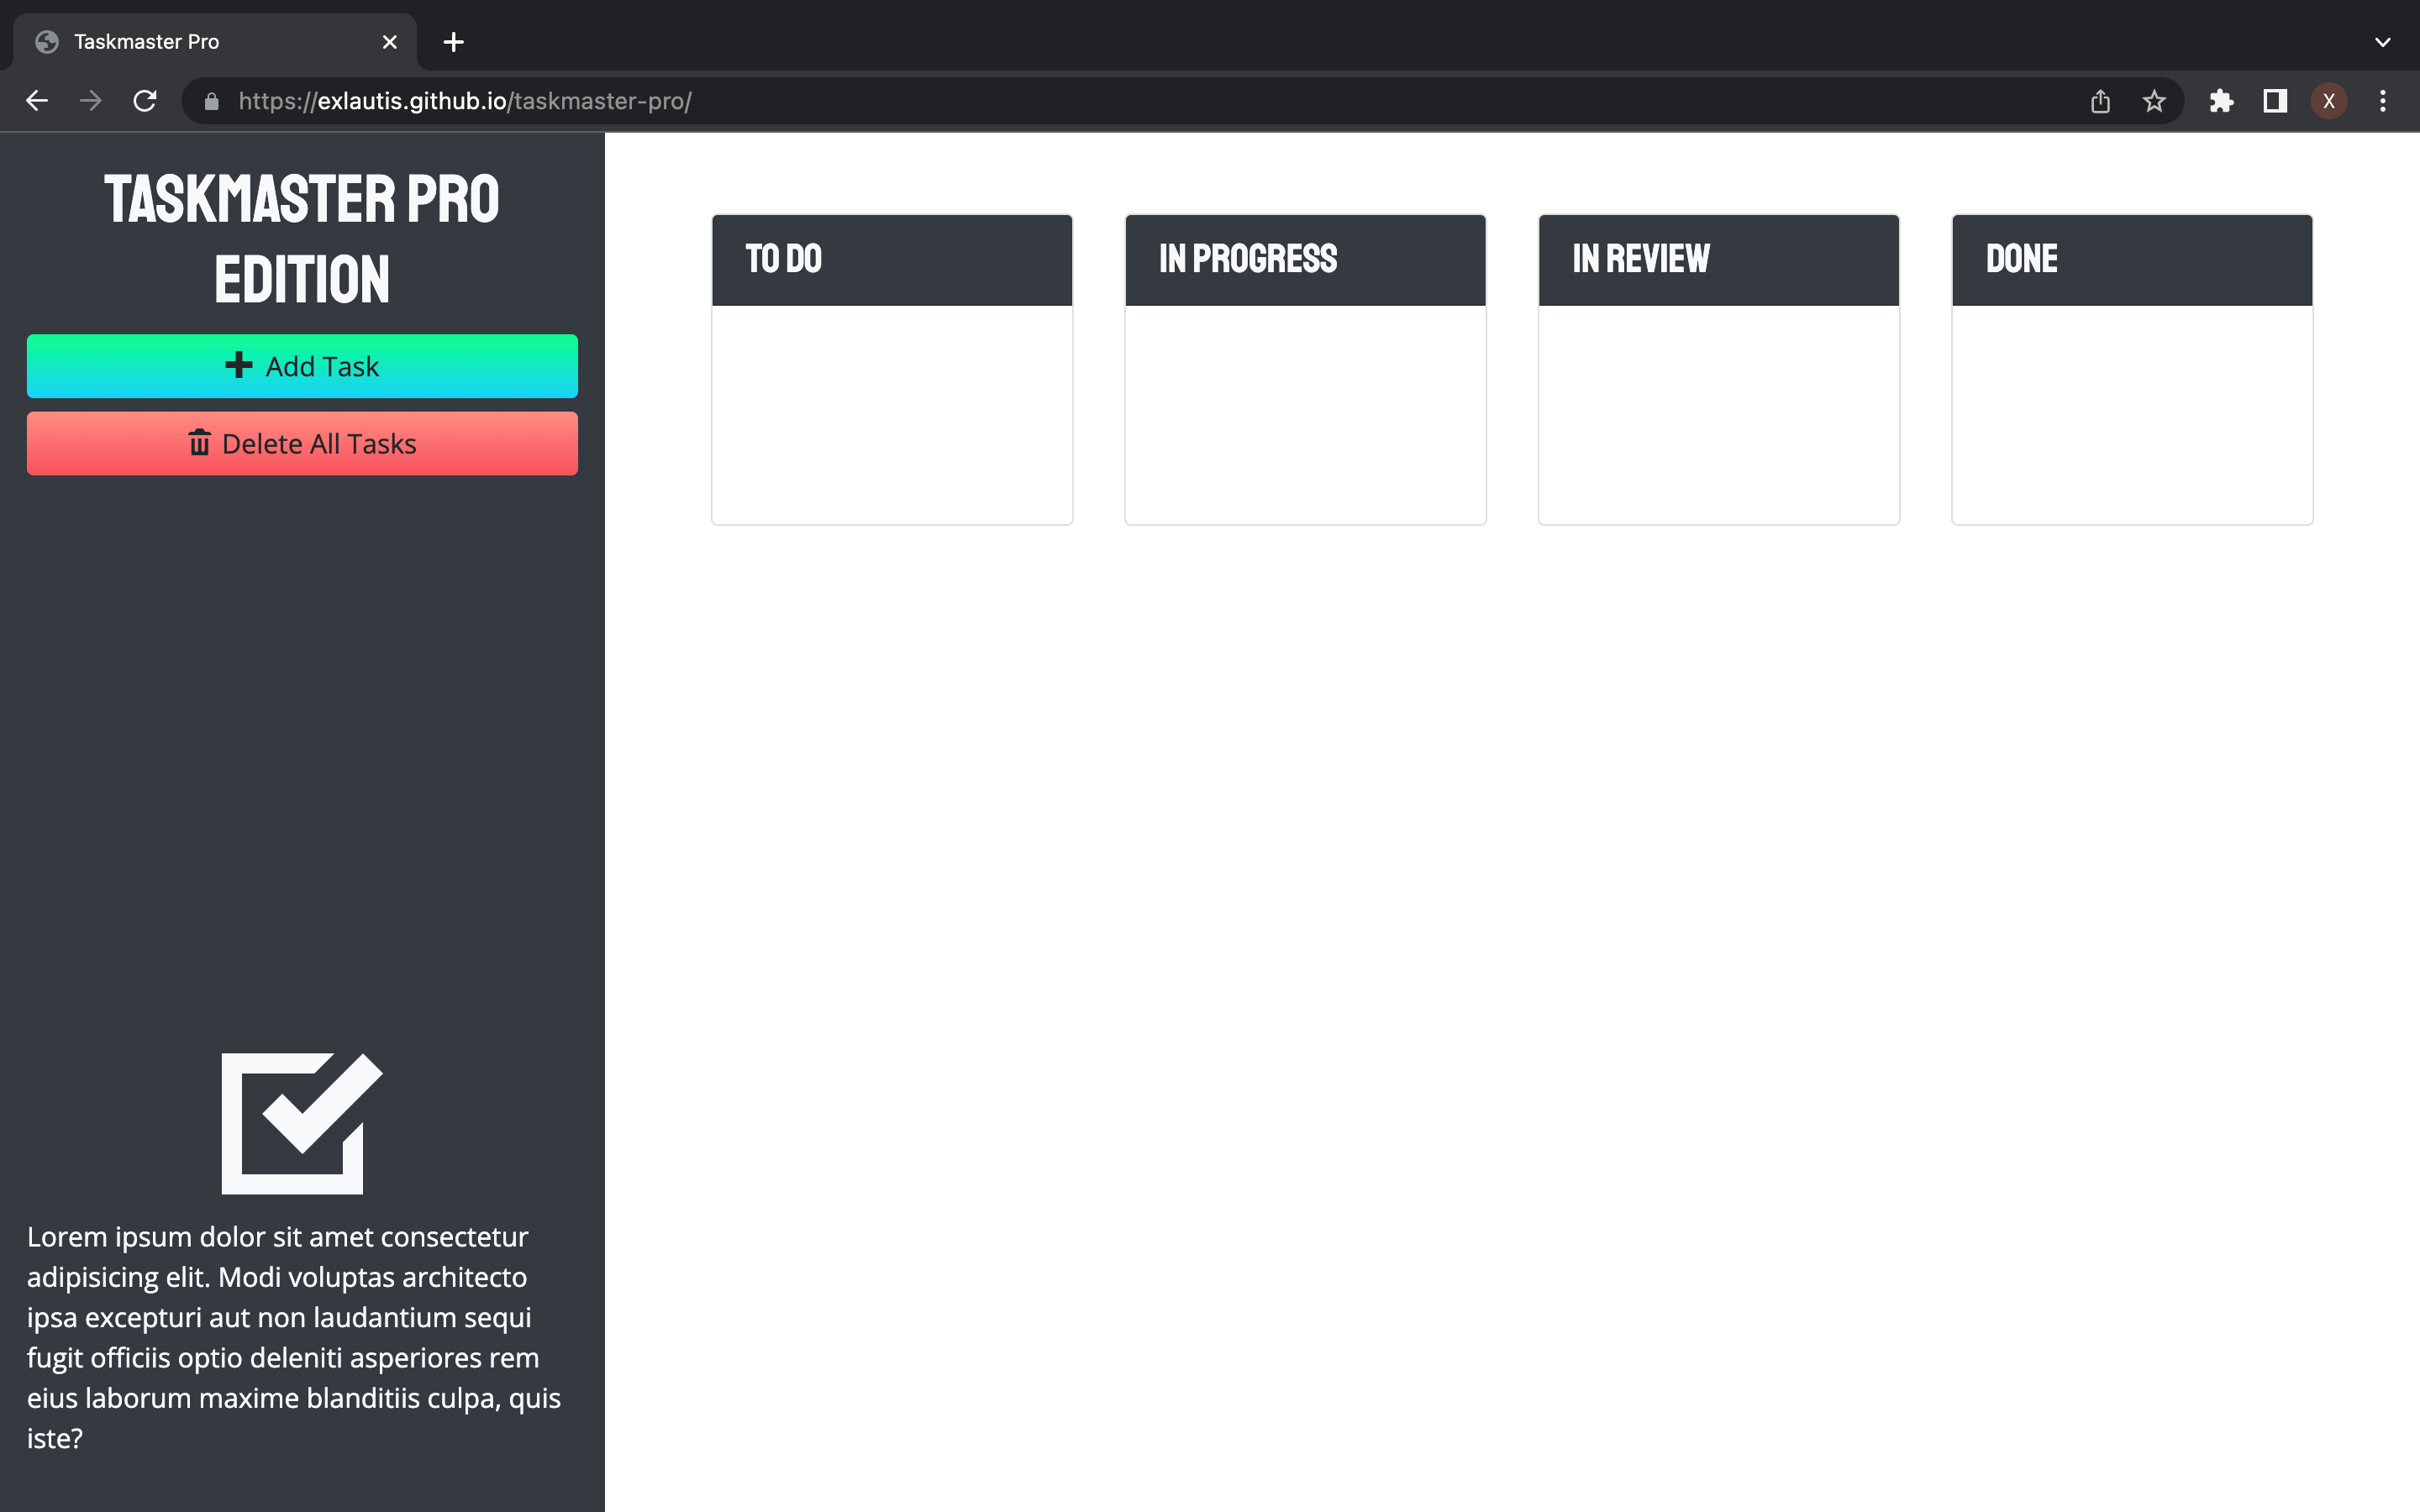 Taskmaster Pro
https://exlautis.github.io/taskmaster-pro/
X
TASKMASTER PRO
EDITION
Add Task
Delete All Tasks
TO DO
IN PROGRESS
IN REVIEW
DONE
Lorem ipsum dolor sit amet consectetur
adipisicing elit. Modi voluptas architecto
ipsa excepturi aut non laudantium sequi
fugit officiis optio deleniti asperiores rem
eius laborum maxime blanditiis culpa, quis
iste?